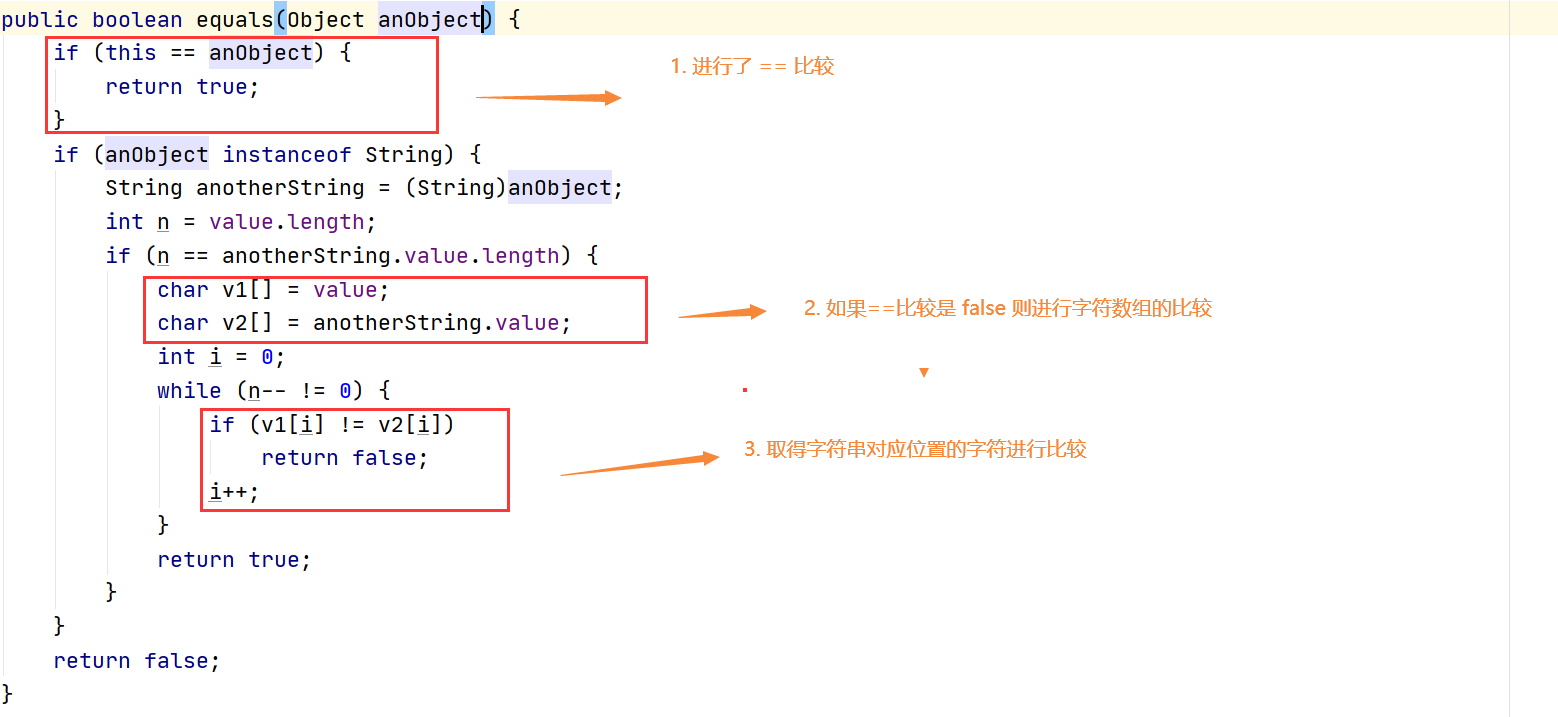 public boolean equals(Object anObject) {
if (this == anObject) {
1. 进行了 == 比较
return true;
}
if (anObject instanceof String) {
String anotherString = (String)anObject;
int n = value.length;
if (n == anotherString.value.length) {
char v1[] = value;
2. 如果==比较是 false 则进行字符数组的比较
char v2[] = anotherString.value;
int i = 0;
while (n-- != 0) {
if (v1[i] != v2[i])
3. 取得字符串对应位置的字符进行比较
return false;
i++;
}
return true;
}
}
return false;
}